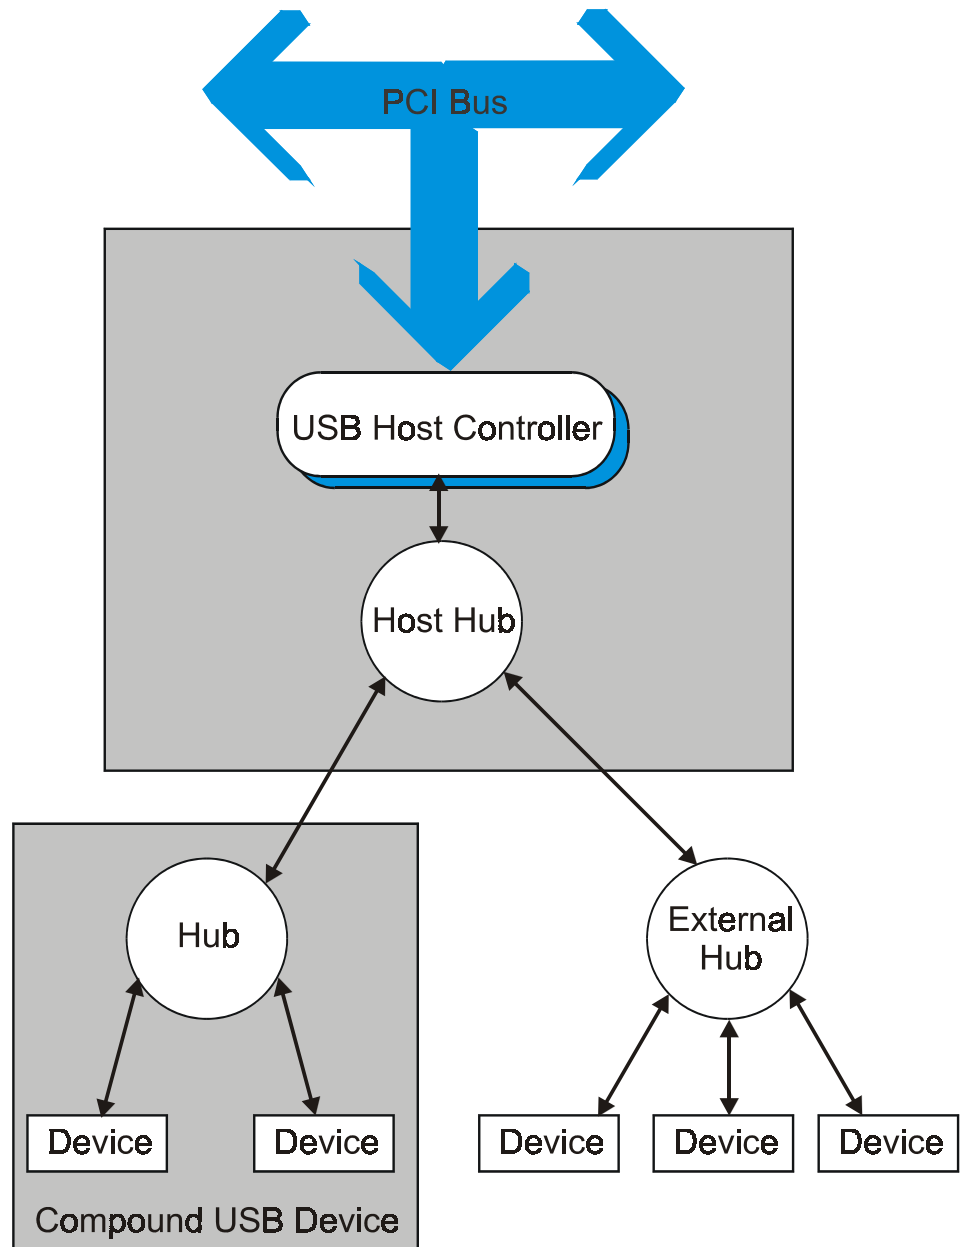 PCI Bus
USB Host Controller
Host Hub
Hub
External
Hub
Device
Device
Device
Device
Device
Compound USB Device